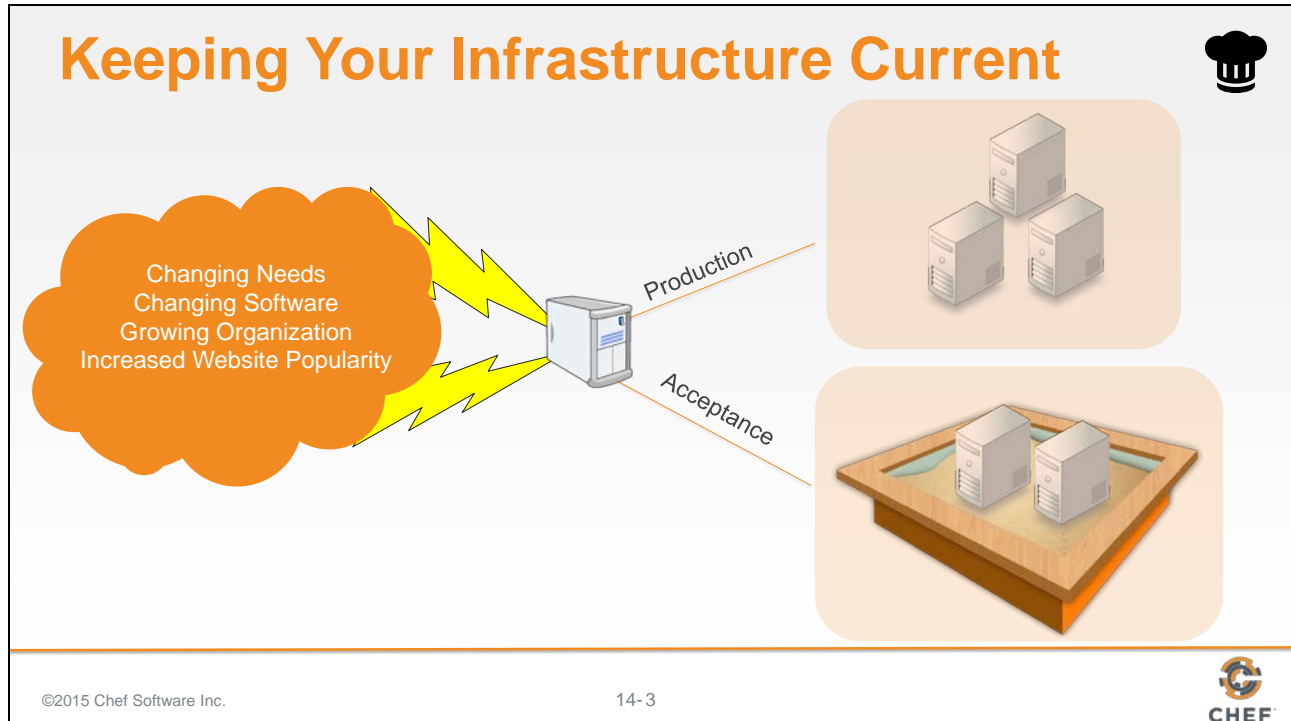 Keeping Your Infrastructure Current
Changing Needs
Changing Software
Growing Organization
Increased Website Popularity
Production
Acceptance
©2015 Chef Software Inc.
14-3
CHEF